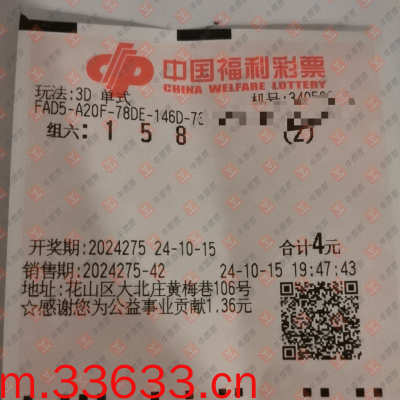 中国福利彩票
CHINA WELFARE LOTTERY
玩法:3D 单式
FAD5-A20F-78DE-146D-73
组六: 1 5 8 (2)
开奖期:2024275 24-10-15 合计4元
销售期:2024275-42 24-10-15 19:47:43
地址:花山区大北庄黄梅巷106号
☆感谢您为公益事业贡献1.36元
m.33633.cn